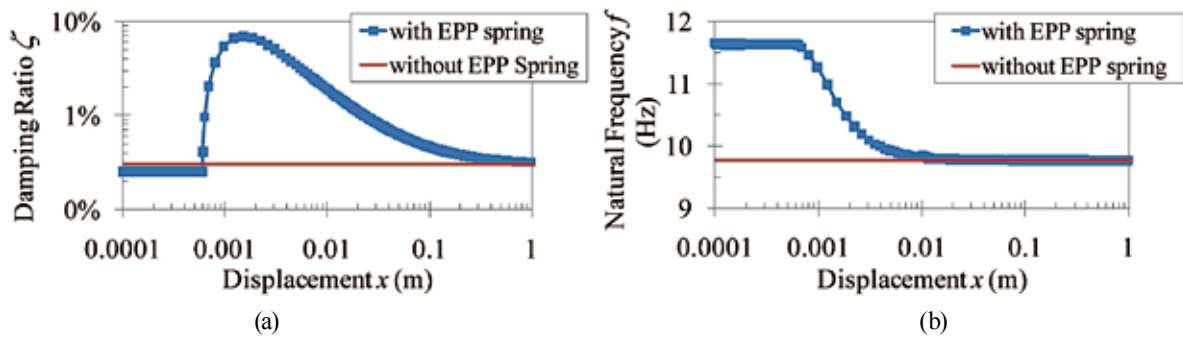 10%
1%
0%
Damping Ratio ζ
with EPP spring
without EPP Spring
0.0001 0.001 0.01 0.1 1
Displacement x (m)
(a)
12
11
10
9
Natural Frequency f
(Hz)
with EPP spring
without EPP spring
0.0001 0.001 0.01 0.1 1
Displacement x (m)
(b)